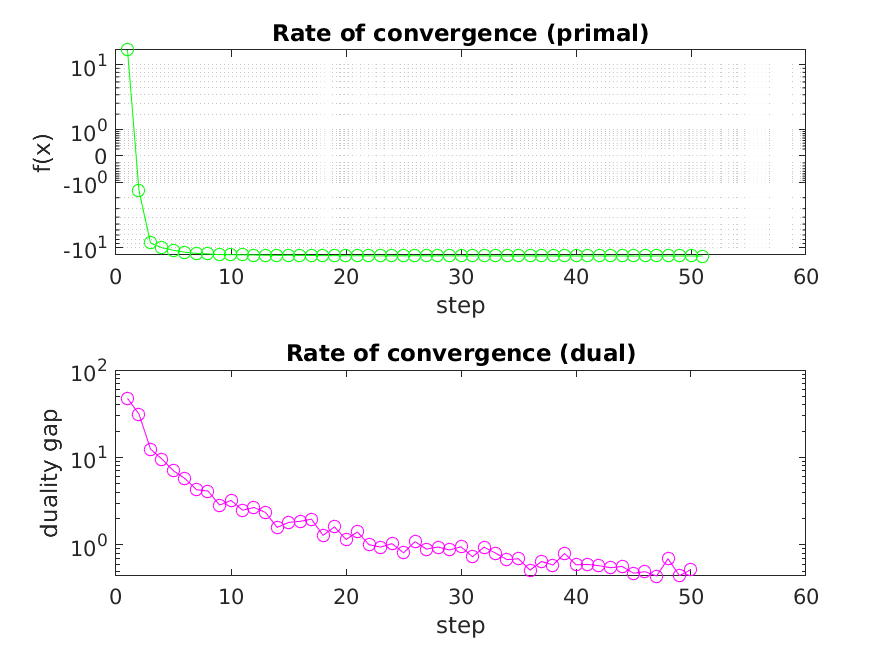 Rate of convergence (primal)
f(x)
10^1
10^0
0
-10^0
-10^1
0 10 20 30 40 50 60
step
Rate of convergence (dual)
duality gap
10^2
10^1
10^0
0 10 20 30 40 50 60
step